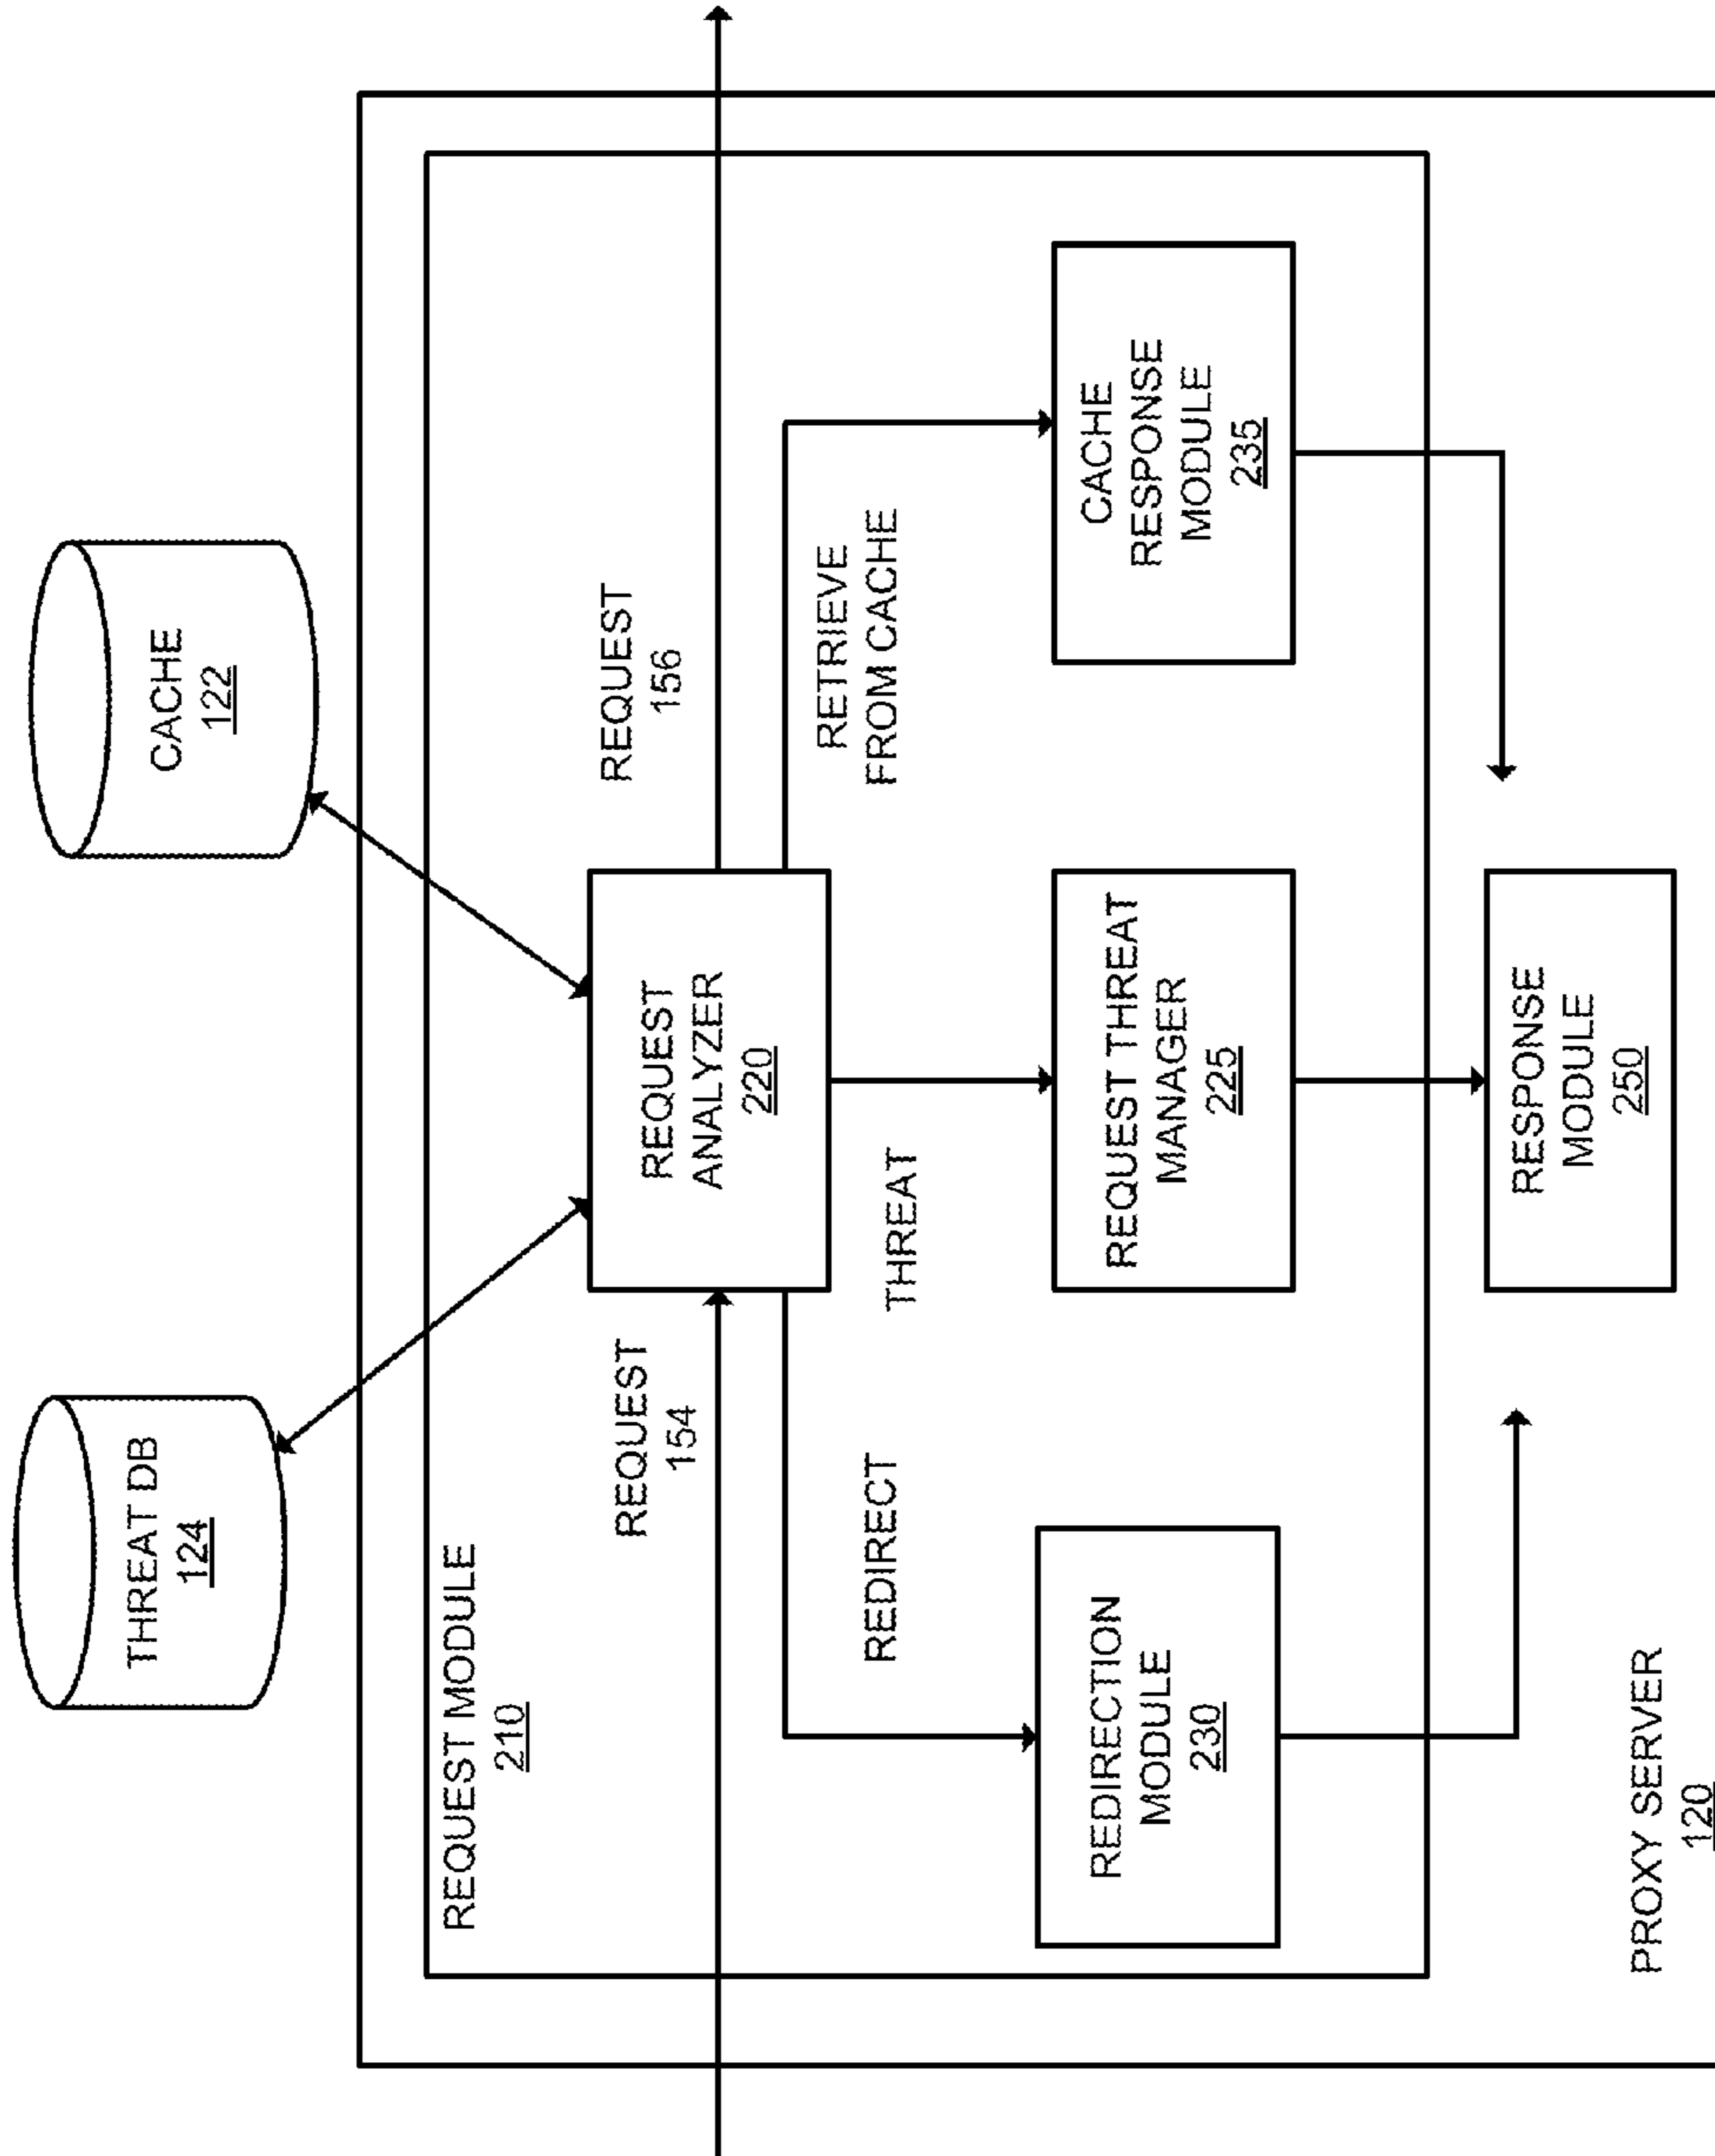 THREAT DB
124
CACHE
122
REQUEST MODULE
210
REQUEST
154
REQUEST
156
REQUEST
ANALYZER
220
REDIRECT
THREAT
RETRIEVE
FROM CACHE
REDIRECTION
MODULE
230
REQUEST THREAT
MANAGER
225
CACHE
RESPONSE
MODULE
235
RESPONSE
MODULE
250
PROXY SERVER
120